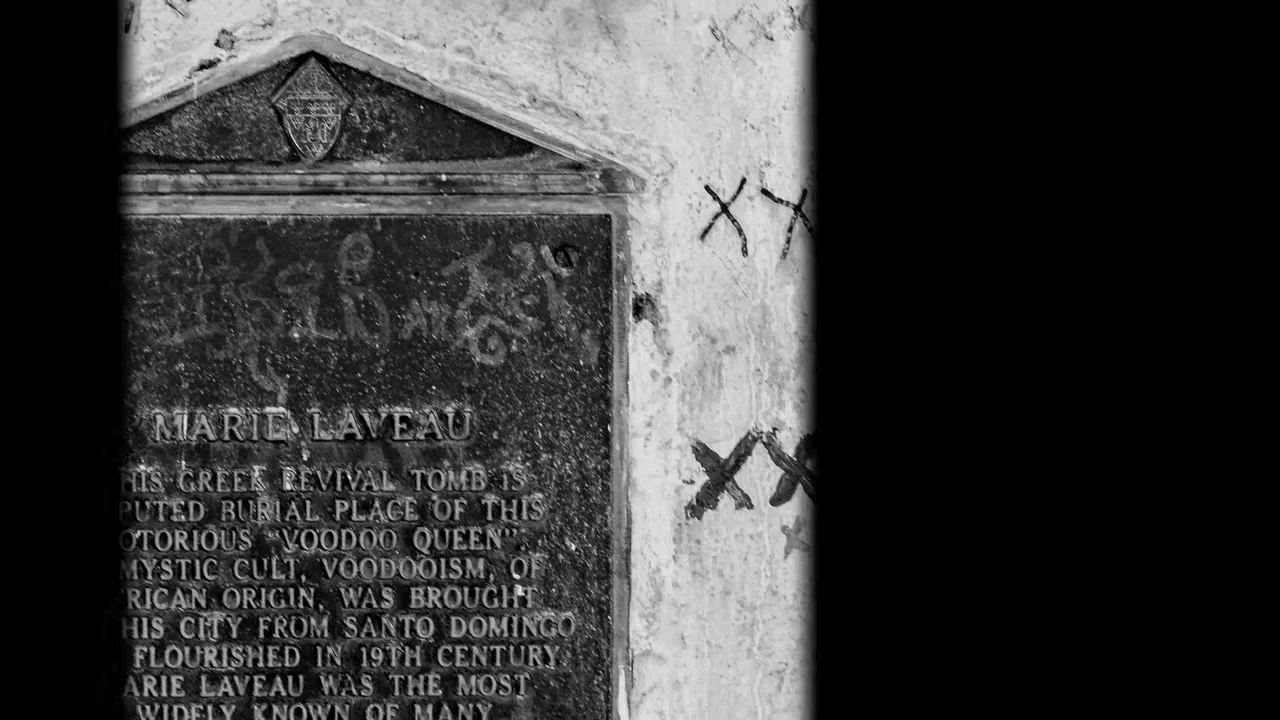 XX
MARIE LAVEAU
HIS GREEK REVIVAL TOMB IS
PUTED BURIAL PLACE OF THIS
OTORIOUS "VOODOO QUEEN".
MYSTIC CULT, VOODOOISM, OF
RICAN ORIGIN, WAS BROUGHT
HIS CITY FROM SANTO DOMINGO
FLOURISHED IN 19TH CENTURY
ARIE LAVEAU WAS THE MOST
WIDELY KNOWN OF MANY
XX